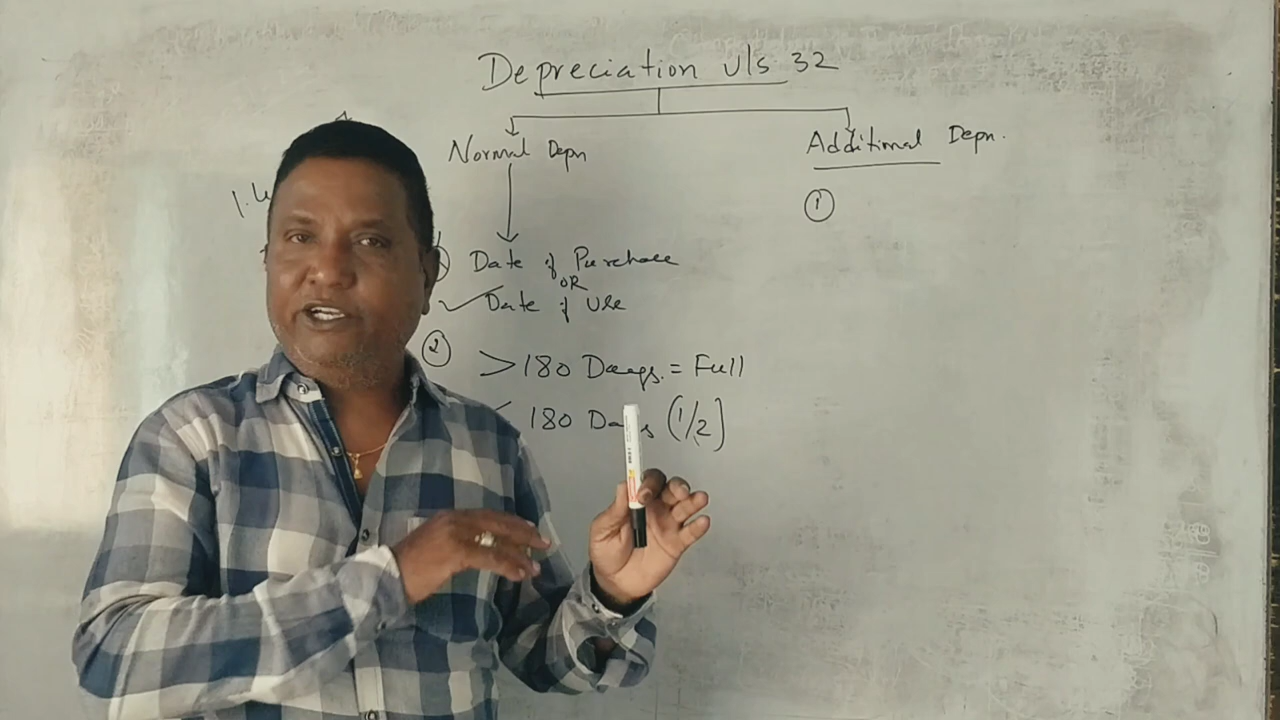 Depreciation u/s 32
Normal Depn
Additional Depn.
①
Date of Purchase
OR
✓ Date of Use
② > 180 Days. = Full
< 180 Days (1/2)